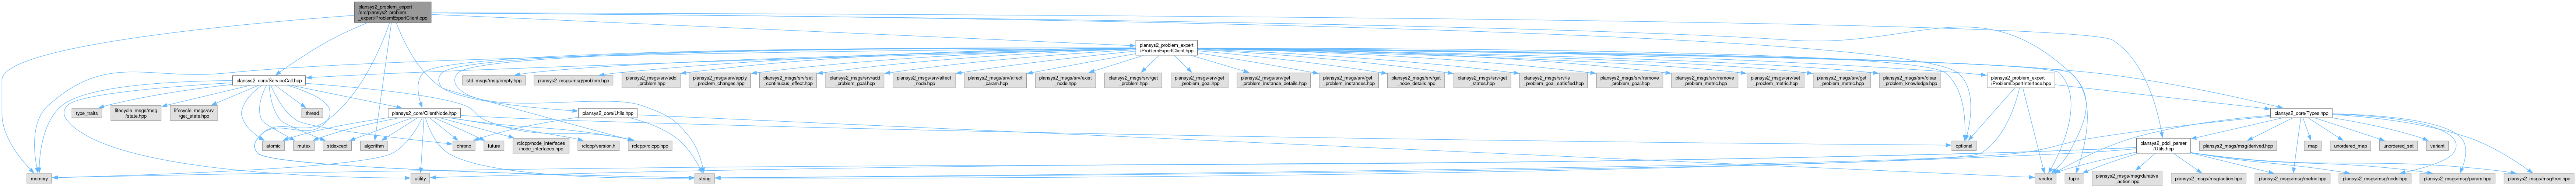 plansys2_problem_expert
/src/plansys2_problem
_expert/ProblemExpertClient.cpp
plansys2_problem_expert
/ProblemExpertClient.hpp
plansys2_core/ServiceCall.hpp
std_msgs/msg/empty.hpp
plansys2_msgs/msg/problem.hpp
plansys2_msgs/srv/add
_problem.hpp
plansys2_msgs/srv/apply
_problem_changes.hpp
plansys2_msgs/srv/set
_continuous_effect.hpp
plansys2_msgs/srv/add
_problem_goal.hpp
plansys2_msgs/srv/affect
_node.hpp
plansys2_msgs/srv/affect
_param.hpp
plansys2_msgs/srv/exist
_node.hpp
plansys2_msgs/srv/get
_problem.hpp
plansys2_msgs/srv/get
_problem_goal.hpp
plansys2_msgs/srv/get
_problem_instance_details.hpp
plansys2_msgs/srv/get
_problem_instances.hpp
plansys2_msgs/srv/get
_node_details.hpp
plansys2_msgs/srv/get
_states.hpp
plansys2_msgs/srv/is
_problem_goal_satisfied.hpp
plansys2_msgs/srv/remove
_problem_goal.hpp
plansys2_msgs/srv/remove
_problem_metric.hpp
plansys2_msgs/srv/set
_problem_metric.hpp
plansys2_msgs/srv/get
_problem_metric.hpp
plansys2_msgs/srv/clear
_problem_knowledge.hpp
plansys2_problem_expert
/ProblemExpertInterface.hpp
type_traits
lifecycle_msgs/msg
/state.hpp
lifecycle_msgs/srv
/get_state.hpp
thread
plansys2_core/ClientNode.hpp
plansys2_core/Utils.hpp
plansys2_core/Types.hpp
atomic
mutex
stdexcept
algorithm
chrono
future
rclcpp/node_interfaces
/node_interfaces.hpp
rclcpp/version.h
rclcpp/rclcpp.hpp
optional
plansys2_pddl_parser
/Utils.hpp
plansys2_msgs/msg/derived.hpp
map
unordered_map
unordered_set
variant
memory
utility
string
vector
tuple
plansys2_msgs/msg/durative
_action.hpp
plansys2_msgs/msg/action.hpp
plansys2_msgs/msg/metric.hpp
plansys2_msgs/msg/node.hpp
plansys2_msgs/msg/param.hpp
plansys2_msgs/msg/tree.hpp